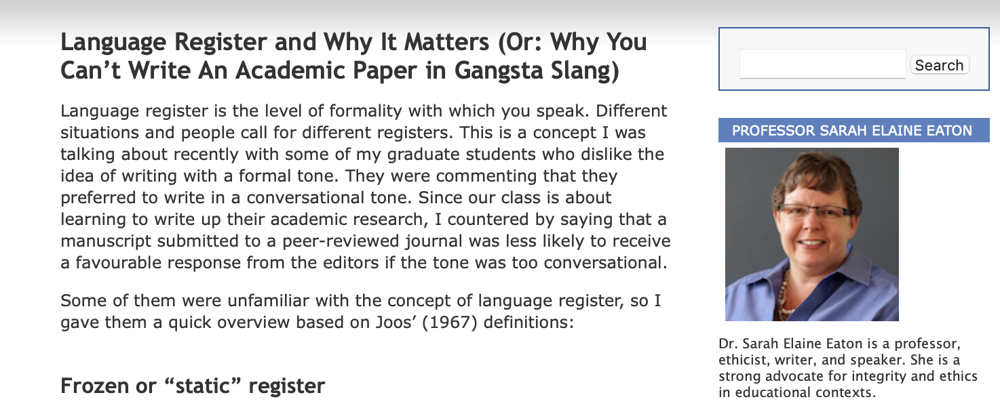 Language Register and Why It Matters (Or: Why You
Can’t Write An Academic Paper in Gangsta Slang)
Language register is the level of formality with which you speak. Different
situations and people call for different registers. This is a concept I was
talking about recently with some of my graduate students who dislike the
idea of writing with a formal tone. They were commenting that they
preferred to write in a conversational tone. Since our class is about
learning to write up their academic research, I countered by saying that a
manuscript submitted to a peer-reviewed journal was less likely to receive
a favourable response from the editors if the tone was too conversational.
Some of them were unfamiliar with the concept of language register, so I
gave them a quick overview based on Joos’ (1967) definitions:
Frozen or “static” register
Search
PROFESSOR SARAH ELAINE EATON
Dr. Sarah Elaine Eaton is a professor,
ethicist, writer, and speaker. She is a
strong advocate for integrity and ethics
in educational contexts.